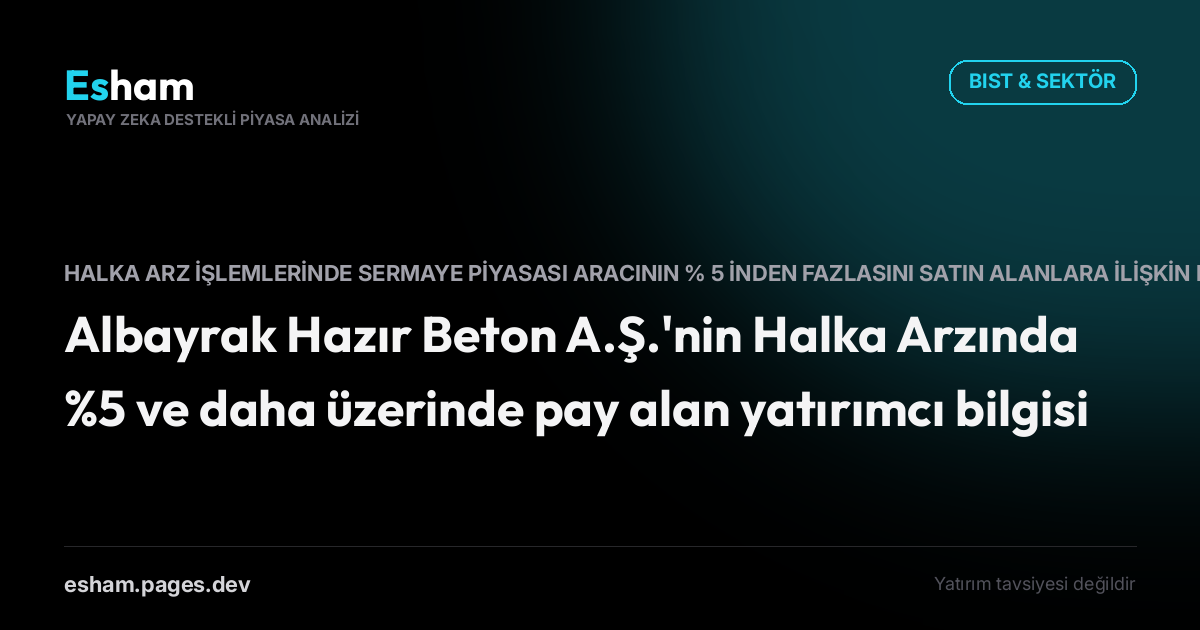 Esham
YAPAY ZEKA DESTEKLİ PİYASA ANALİZİ
BIST & SEKTÖR
HALKA ARZ İŞLEMLERİNDE SERMAYE PİYASASI ARACININ % 5 İNDEN FAZLASINI SATIN ALANLARA İLİŞKİN
Albayrak Hazır Beton A.Ş.'nin Halka Arzında
%5 ve daha üzerinde pay alan yatırımcı bilgisi
esham.pages.dev
Yatırım tavsiyesi değildir